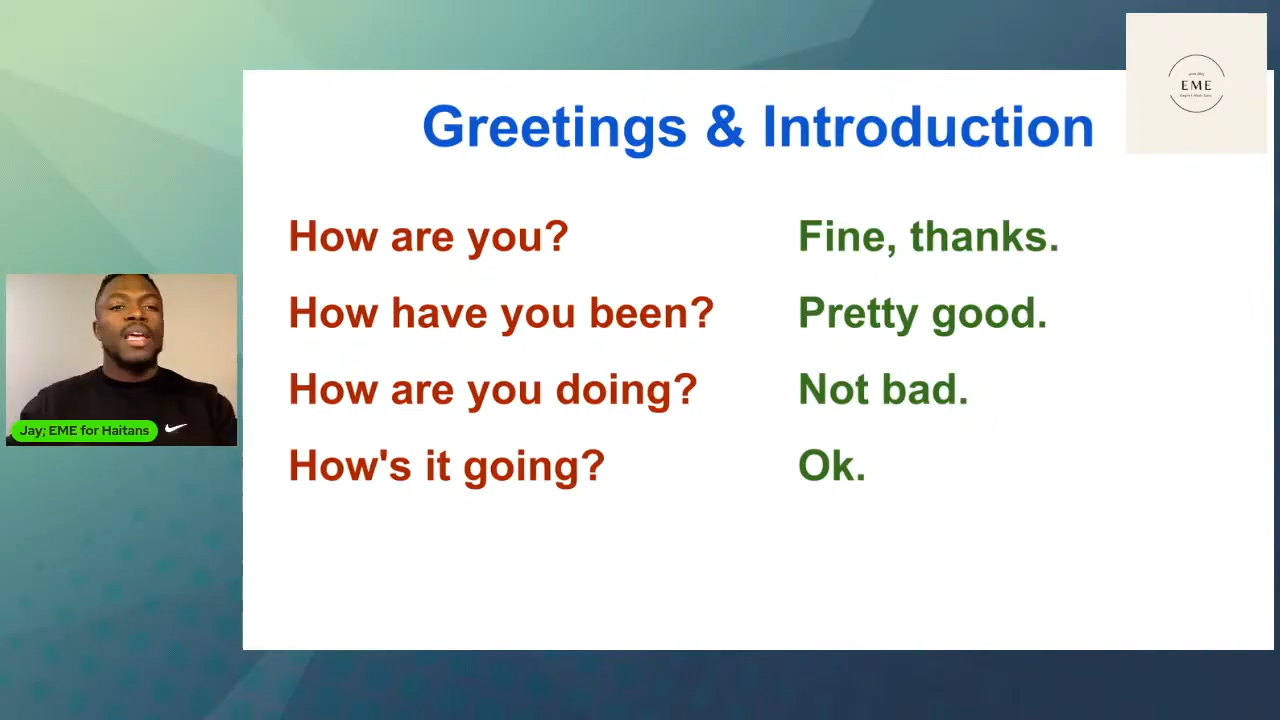 Greetings & Introduction
EME
How are you? Fine, thanks.
How have you been? Pretty good.
How are you doing? Not bad.
How's it going? Ok.
Jay; EME for Haitans